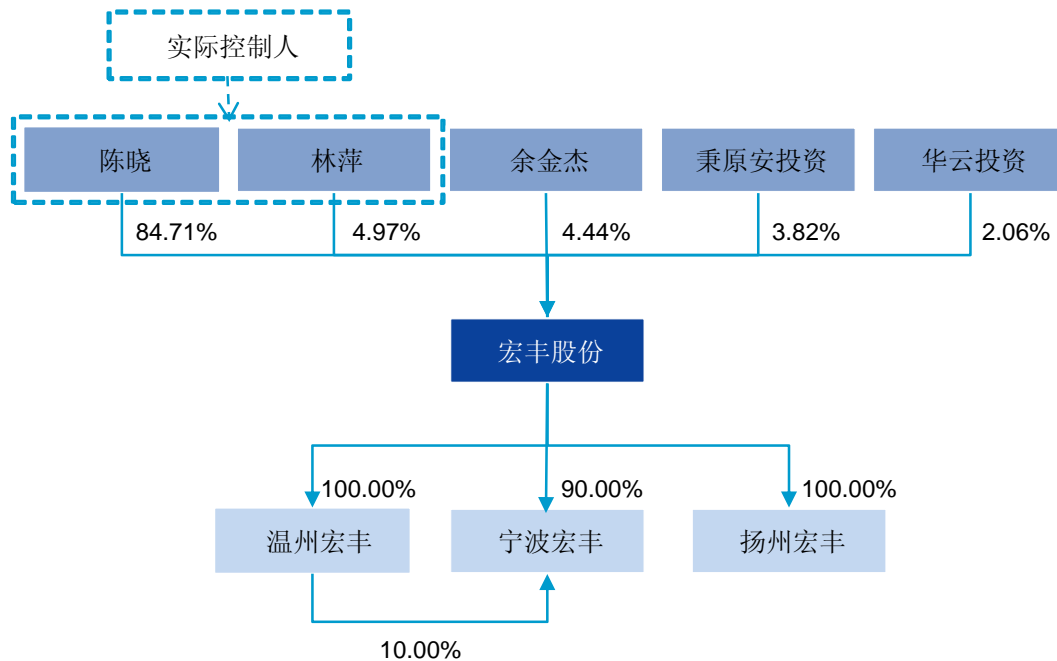 实际控制人
陈晓
林萍
余金杰
秉原安投资
华云投资
84.71%
4.97%
4.44%
3.82%
2.06%
宏丰股份
100.00%
90.00%
100.00%
温州宏丰
宁波宏丰
扬州宏丰
10.00%